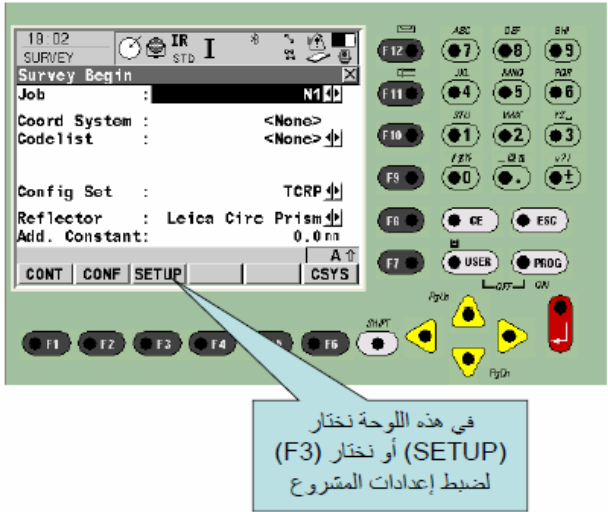 18:02
SURVEY
IR
STD
I
Survey Begin
Job : N1
Coord System : <None>
Codelist : <None>
Config Set : TCRP
Reflector : Leica Circ Prism
Add. Constant: 0.0 mm
A
CONT CONF SETUP CSYS
F12 ABC 7 DEF 8 GHI 9
F11 JKL 4 MNO 5 PQR 6
F10 STU 1 VWX 2 YZ_ 3
F9 0 . ±
F8 CE ESC
F7 USER PROG
OFF ON
PgUp
F1 F2 F3 F4 F6 SHIFT
PgDn
في هذه اللوحة نختار
(SETUP) أو نختار (F3)
لضبط إعدادات المشروع